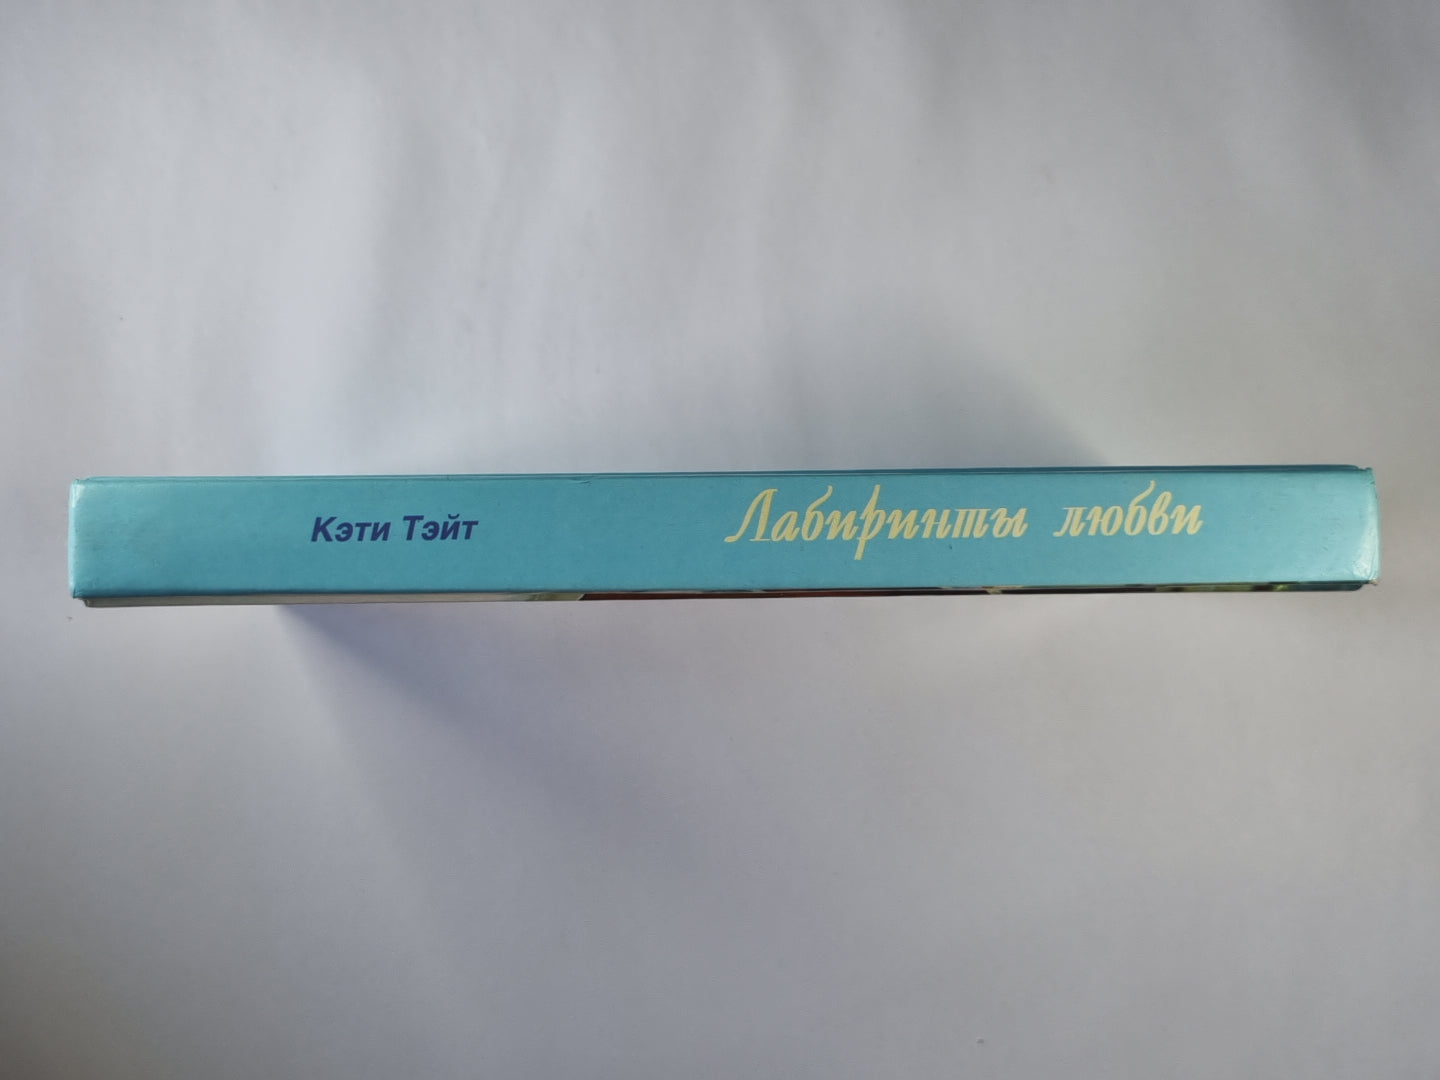 Кэти Тэйт Лабиринты любви